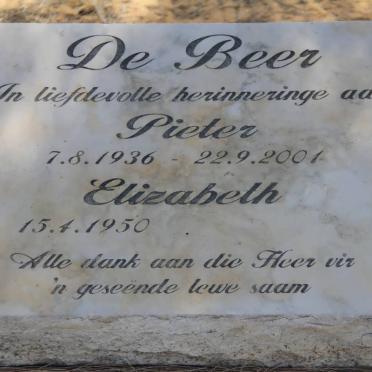 De Beer
In liefdevolle herinneringe aa
Pieter
7.8.1936 - 22.9.2001
Elizabeth
15.4.1950
Alle dank aan die Heer vir
'n geseënde lewe saam